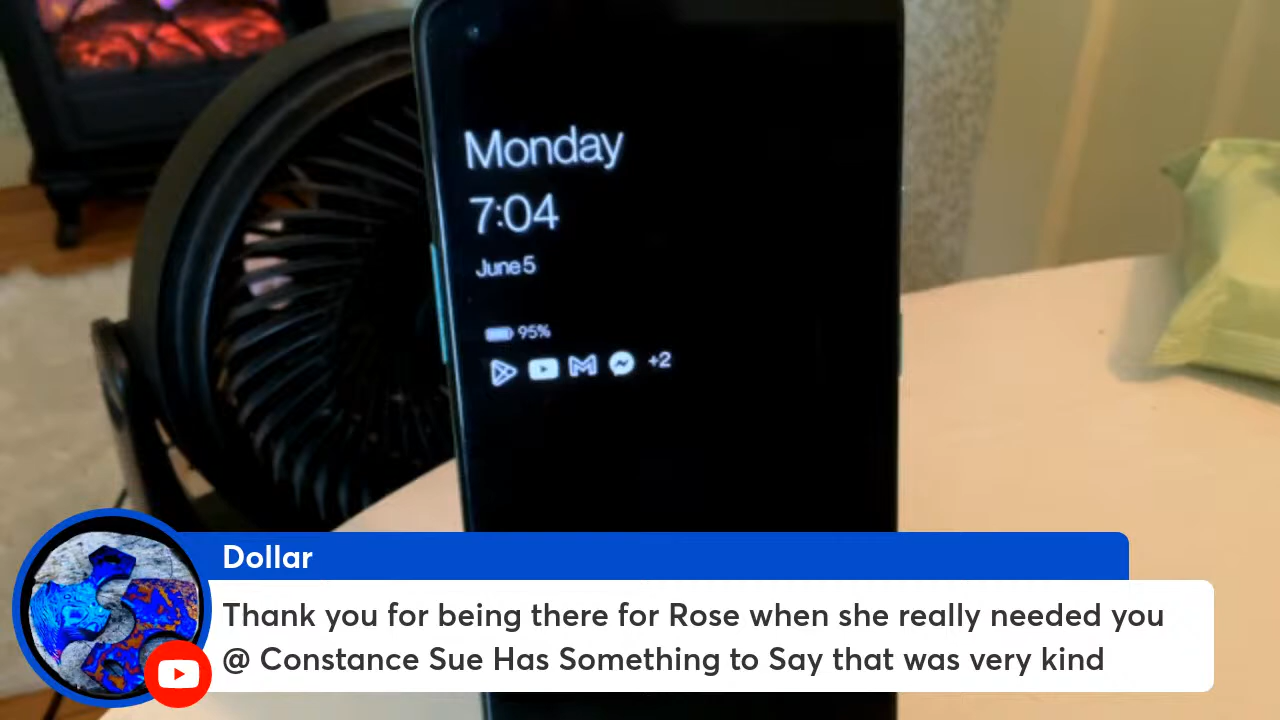 Monday
7:04
June 5
95%
+2
Dollar
Thank you for being there for Rose when she really needed you
@ Constance Sue Has Something to Say that was very kind